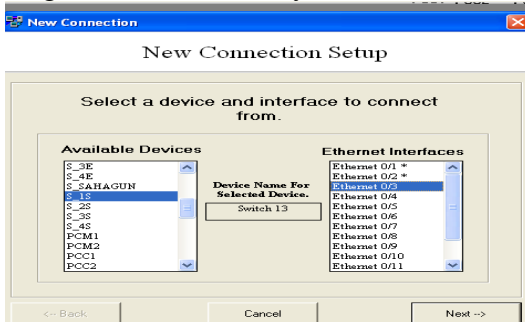 New Connection
New Connection Setup
Select a device and interface to connect
from.
Available Devices
S_3E
S_4E
S_SAHAGUN
S_1S
S_2S
S_3S
S_4S
PCM1
PCM2
PCC1
PCC2
Device Name For
Selected Device.
Switch 13
Ethernet Interfaces
Ethernet 0/1 *
Ethernet 0/2 *
Ethernet 0/3
Ethernet 0/4
Ethernet 0/5
Ethernet 0/6
Ethernet 0/7
Ethernet 0/8
Ethernet 0/9
Ethernet 0/10
Ethernet 0/11
<-- Back
Cancel
Next -->